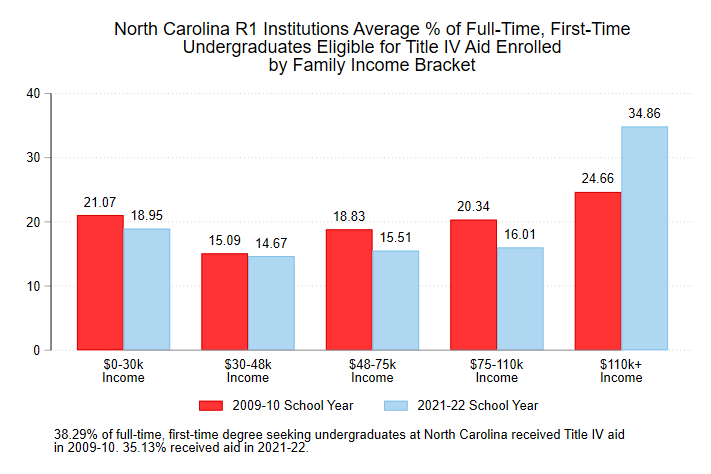 North Carolina R1 Institutions Average % of Full-Time, First-Time
Undergraduates Eligible for Title IV Aid Enrolled
by Family Income Bracket
40
30
20
10
0
21.07
18.95
15.09
14.67
18.83
15.51
20.34
16.01
24.66
34.86
$0-30k
Income
$30-48k
Income
$48-75k
Income
$75-110k
Income
$110k+
Income
2009-10 School Year
2021-22 School Year
38.29% of full-time, first-time degree seeking undergraduates at North Carolina received Title IV aid
in 2009-10. 35.13% received aid in 2021-22.